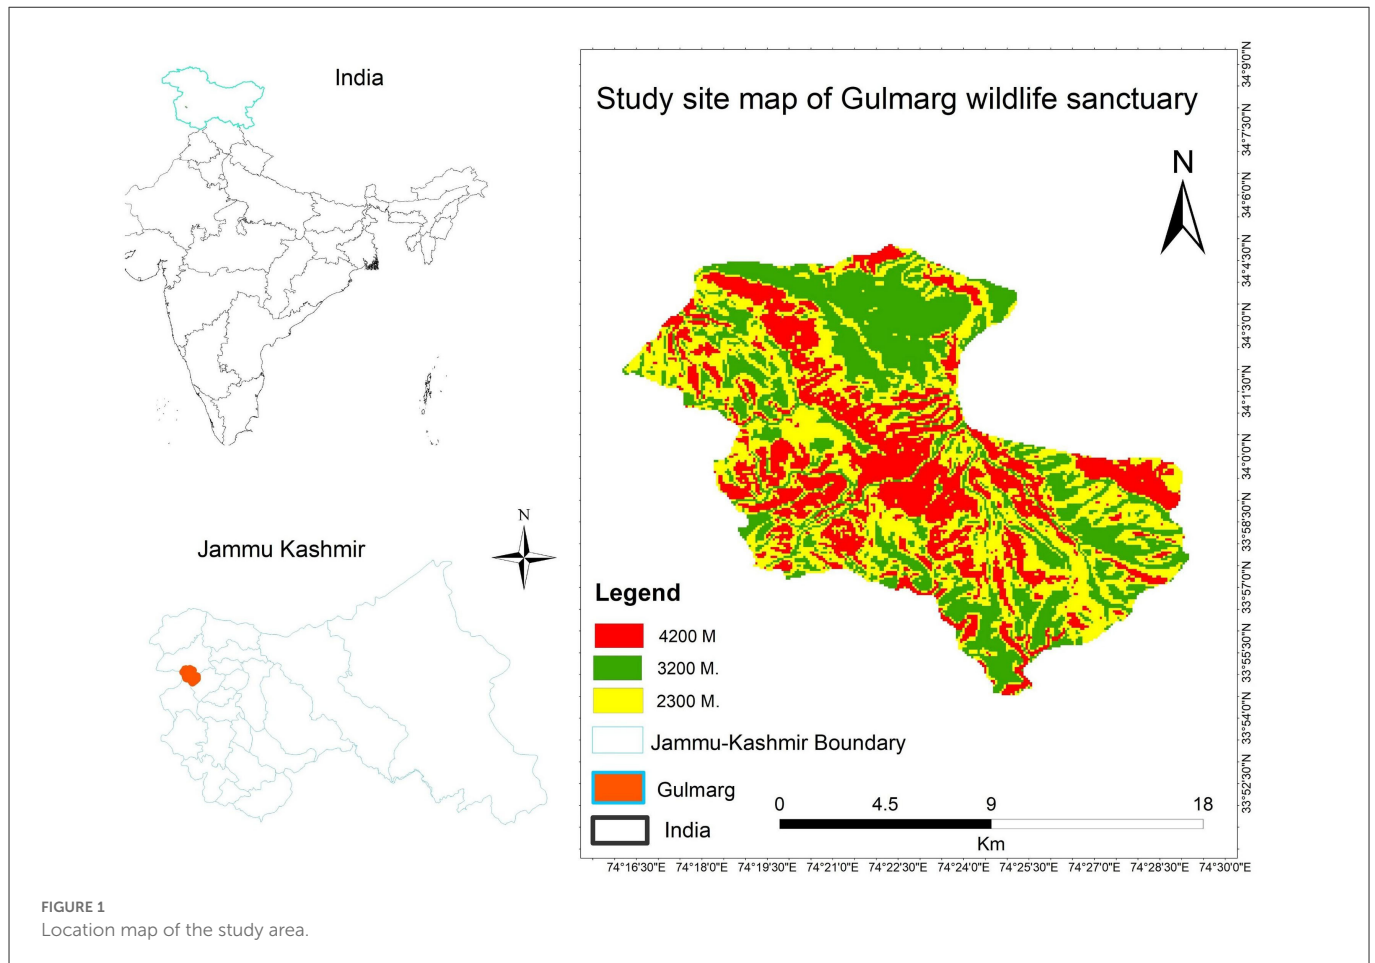 India
Study site map of Gulmarg wildlife sanctuary
N
Jammu Kashmir
N
Legend
4200 M
3200 M.
2300 M.
Jammu-Kashmir Boundary
Gulmarg
India
0 4.5 9 18
Km
34°9'0"N
34°7'30"N
34°6'0"N
34°4'30"N
34°3'0"N
34°1'30"N
34°0'0"N
33°58'30"N
33°57'0"N
33°55'30"N
33°54'0"N
33°52'30"N
74°16'30"E 74°18'0"E 74°19'30"E 74°21'0"E 74°22'30"E 74°24'0"E 74°25'30"E 74°27'0"E 74°28'30"E 74°30'0"E
FIGURE 1
Location map of the study area.